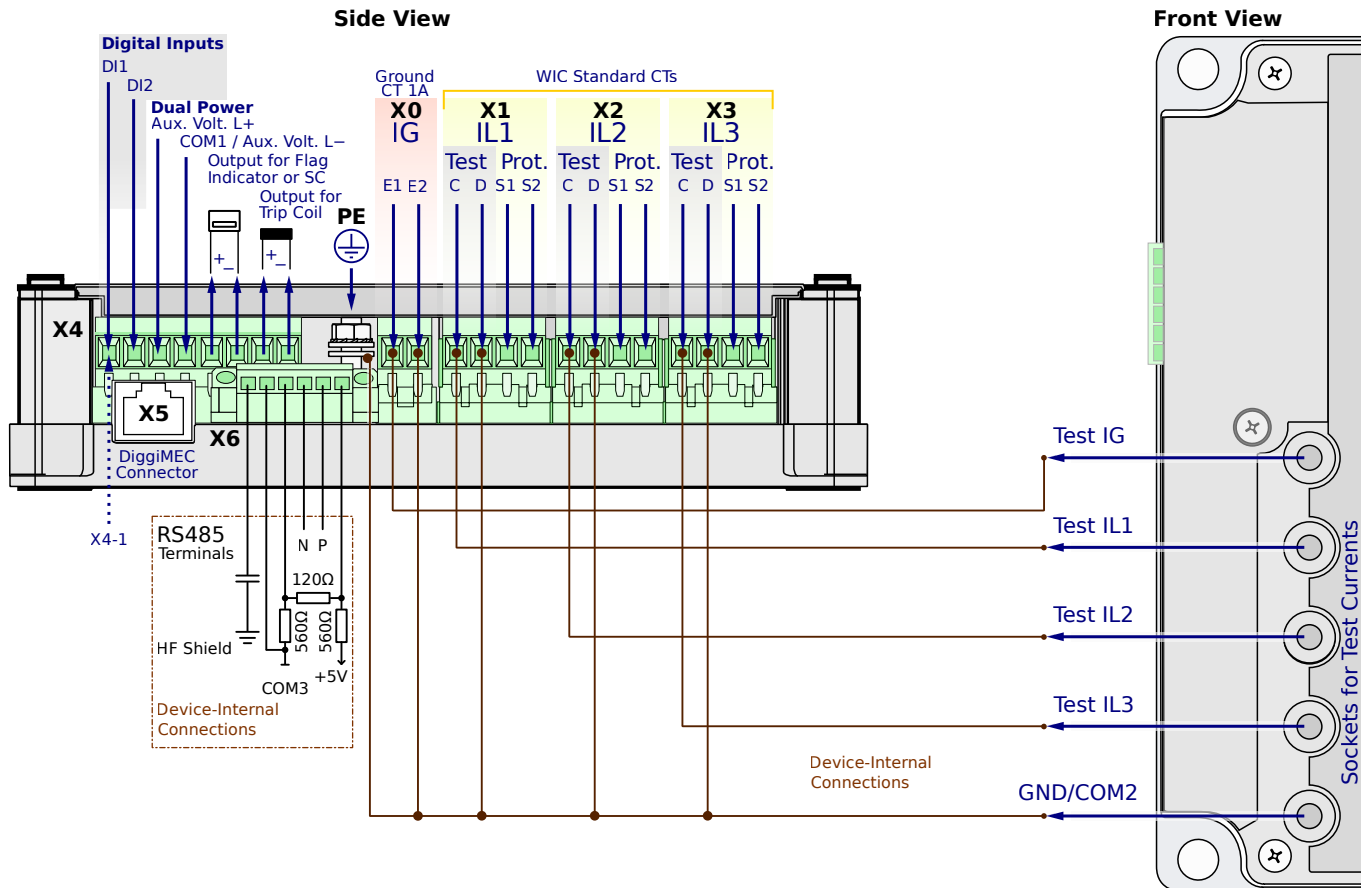 Side View
Front View
Digital Inputs
DI1
DI2
Dual Power
Aux. Volt. L+
COM1 / Aux. Volt. L−
Output for Flag
Indicator or SC
Output for
Trip Coil
+
−
+
−
PE
Ground
CT 1A
X0
IG
E1 E2
WIC Standard CTs
X1
IL1
Test Prot.
C D S1 S2
X2
IL2
Test Prot.
C D S1 S2
X3
IL3
Test Prot.
C D S1 S2
X4
X5
X6
DiggiMEC
Connector
X4-1
RS485
Terminals
N P
120Ω
560Ω
560Ω
HF Shield
COM3
+5V
Device-Internal
Connections
Device-Internal
Connections
Test IG
Test IL1
Test IL2
Test IL3
GND/COM2
Sockets for Test Currents